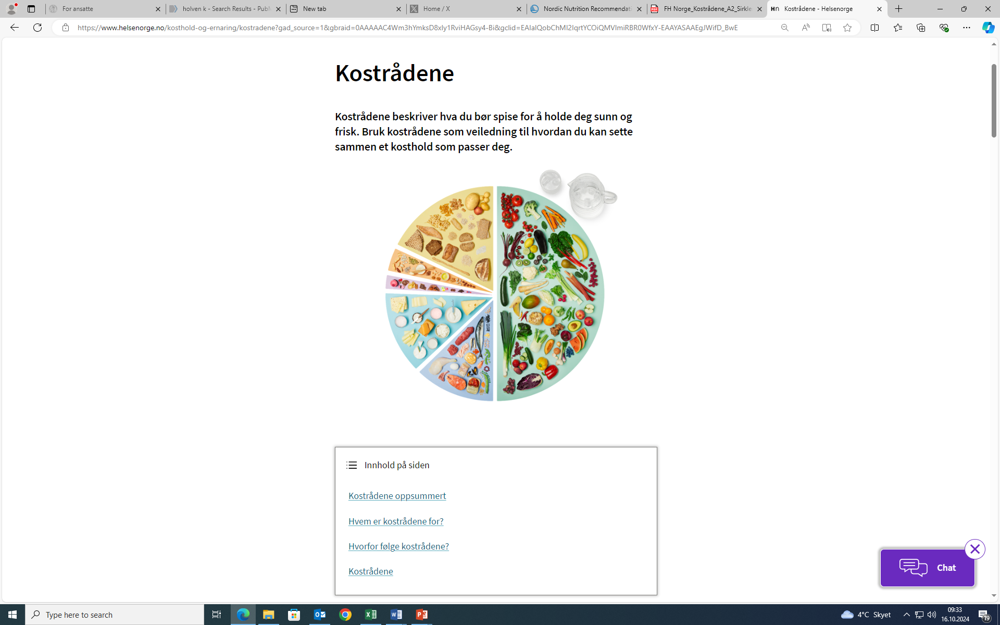 For ansatte
holven k - Search Results - PubM
New tab
Home / X
Nordic Nutrition Recommendati
FH Norge_Kostrådene_A2_Sirkle
Hn Kostrådene - Helsenorge
https://www.helsenorge.no/kosthold-og-ernaring/kostradene?gad_source=1&gbraid=0AAAAAC4Wm3hYmksD8xly1RviHAGsy4-Bi&gclid=EAIaIQobChMI2IqrtYCOiQMVImiRBR0WfxY-EAAYASAAEgJWifD_BwE
Kostrådene
Kostrådene beskriver hva du bør spise for å holde deg sunn og
frisk. Bruk kostrådene som veiledning til hvordan du kan sette
sammen et kosthold som passer deg.
Innhold på siden
Kostrådene oppsummert
Hvem er kostrådene for?
Hvorfor følge kostrådene?
Kostrådene
Chat
Type here to search
4°C Skyet
09:33
16.10.2024
19